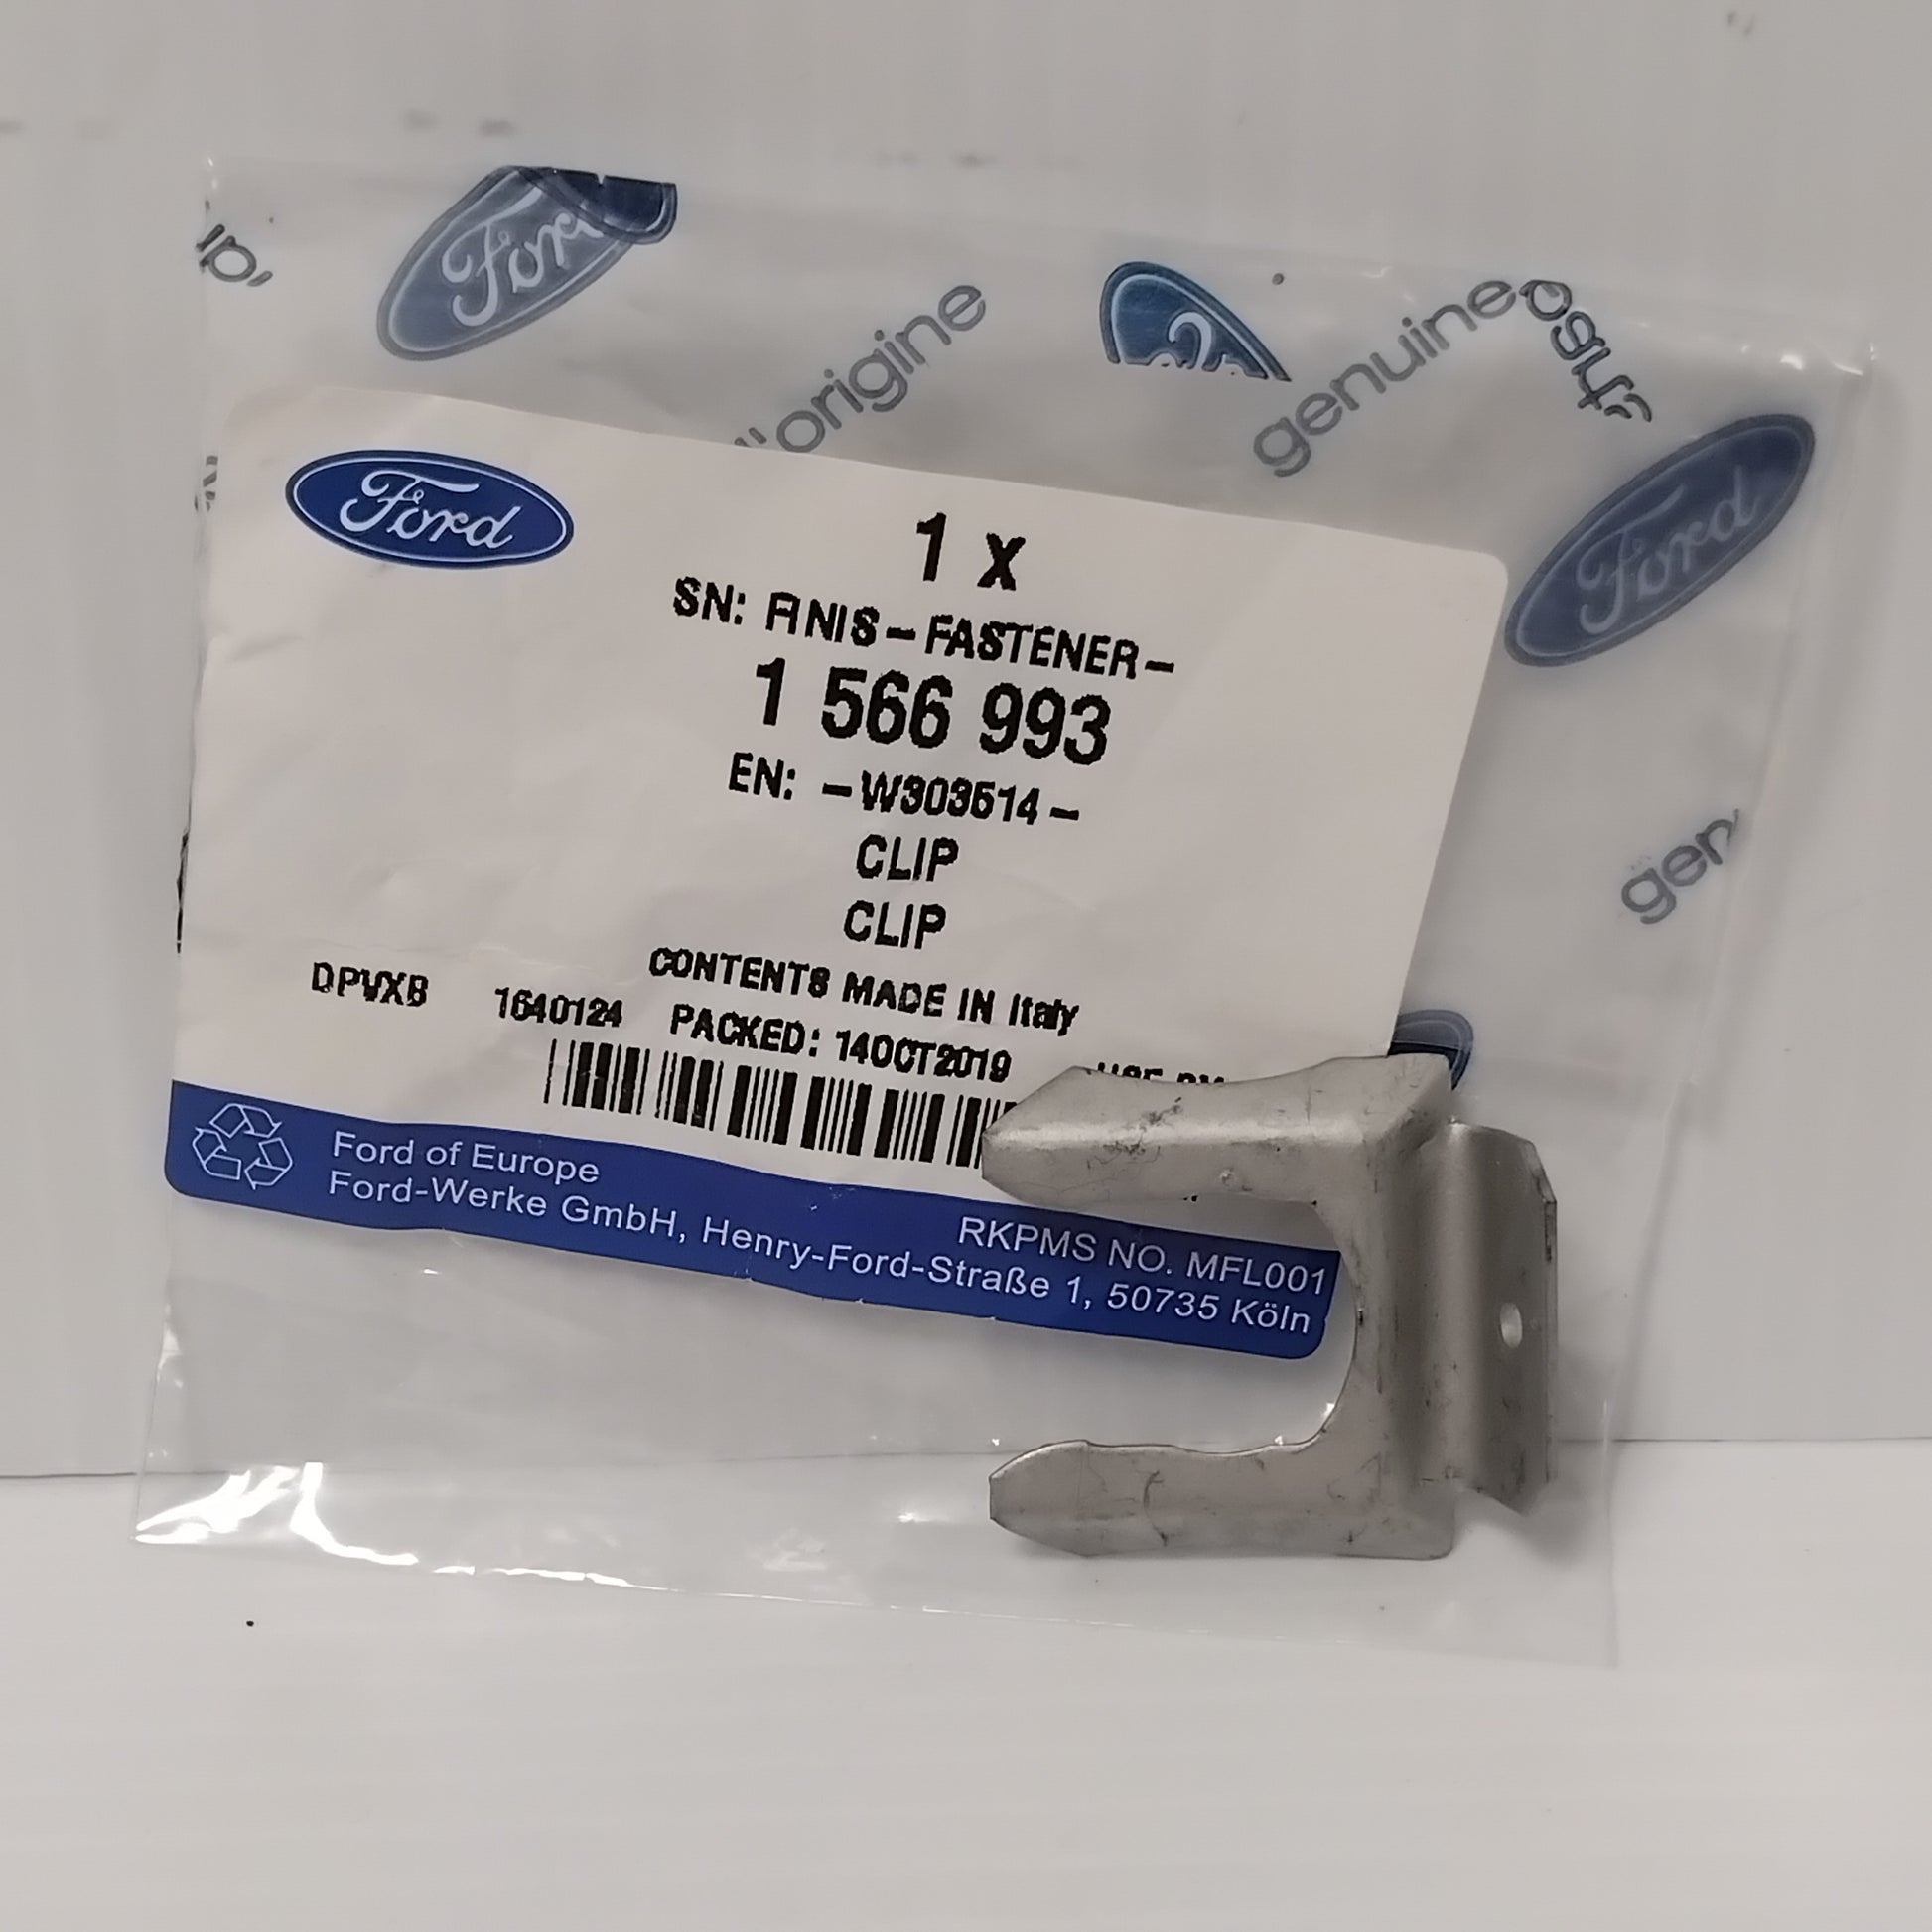 Ford
l'origine
genuine
Ford
Ford
1 x
SN: FINIS-FASTENER-
1 566 993
EN: -W303514-
CLIP
CLIP
CONTENTS MADE IN Italy
DPVXB 1640124 PACKED: 14OCT2019
Ford of Europe
RKPMS NO. MFL001
Ford-Werke GmbH, Henry-Ford-Straße 1, 50735 Köln